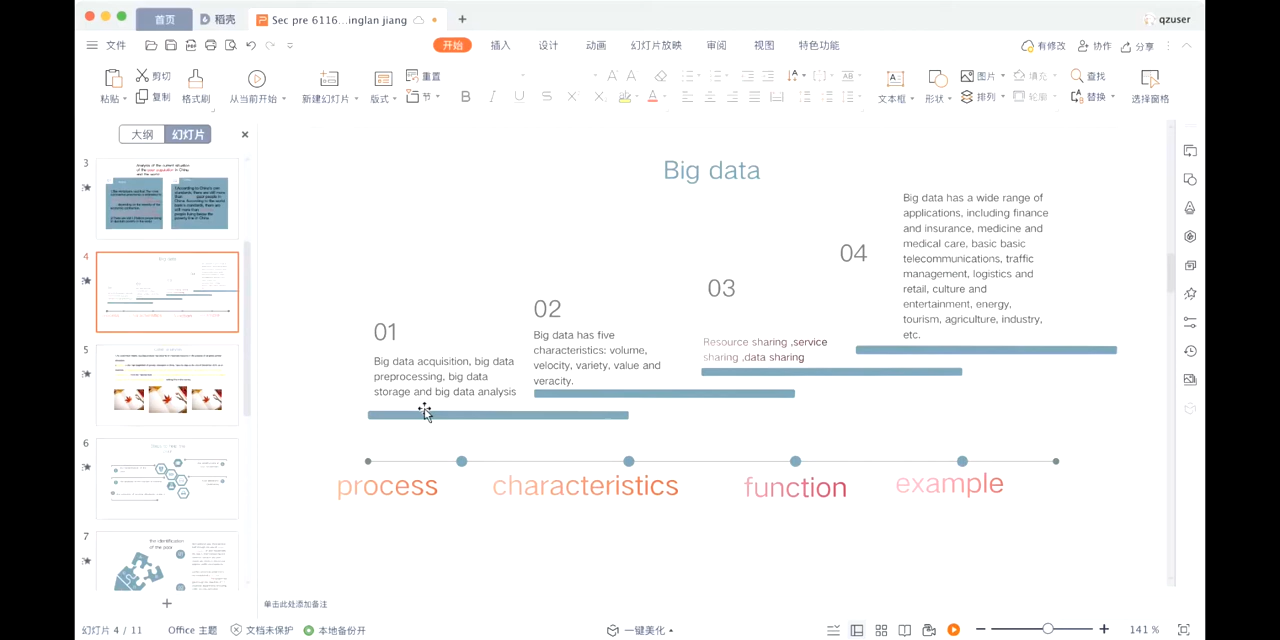 首页
稻壳
Sec pre 6116...inglan jiang
qzuser
文件
开始
插入
设计
动画
幻灯片放映
审阅
视图
特色功能
有修改
协作
分享
粘贴
剪切
复制
格式刷
从当前开始
新建幻灯片
版式
重置
节
文本框
形状
图片
排列
填充
轮廓
查找
替换
选择窗格
大纲
幻灯片
3
4
5
6
7
Big data
01
Big data acquisition, big data
preprocessing, big data
storage and big data analysis
02
Big data has five
characteristics: volume,
velocity, variety, value and
veracity.
03
Resource sharing ,service
sharing ,data sharing
04
Big data has a wide range of
applications, including finance
and insurance, medicine and
medical care, basic basic
telecommunications, traffic
management, logistics and
retail, culture and
entertainment, energy,
tourism, agriculture, industry,
etc.
process
characteristics
function
example
单击此处添加备注
幻灯片 4 / 11
Office 主题
文档未保护
本地备份开
一键美化
141 %